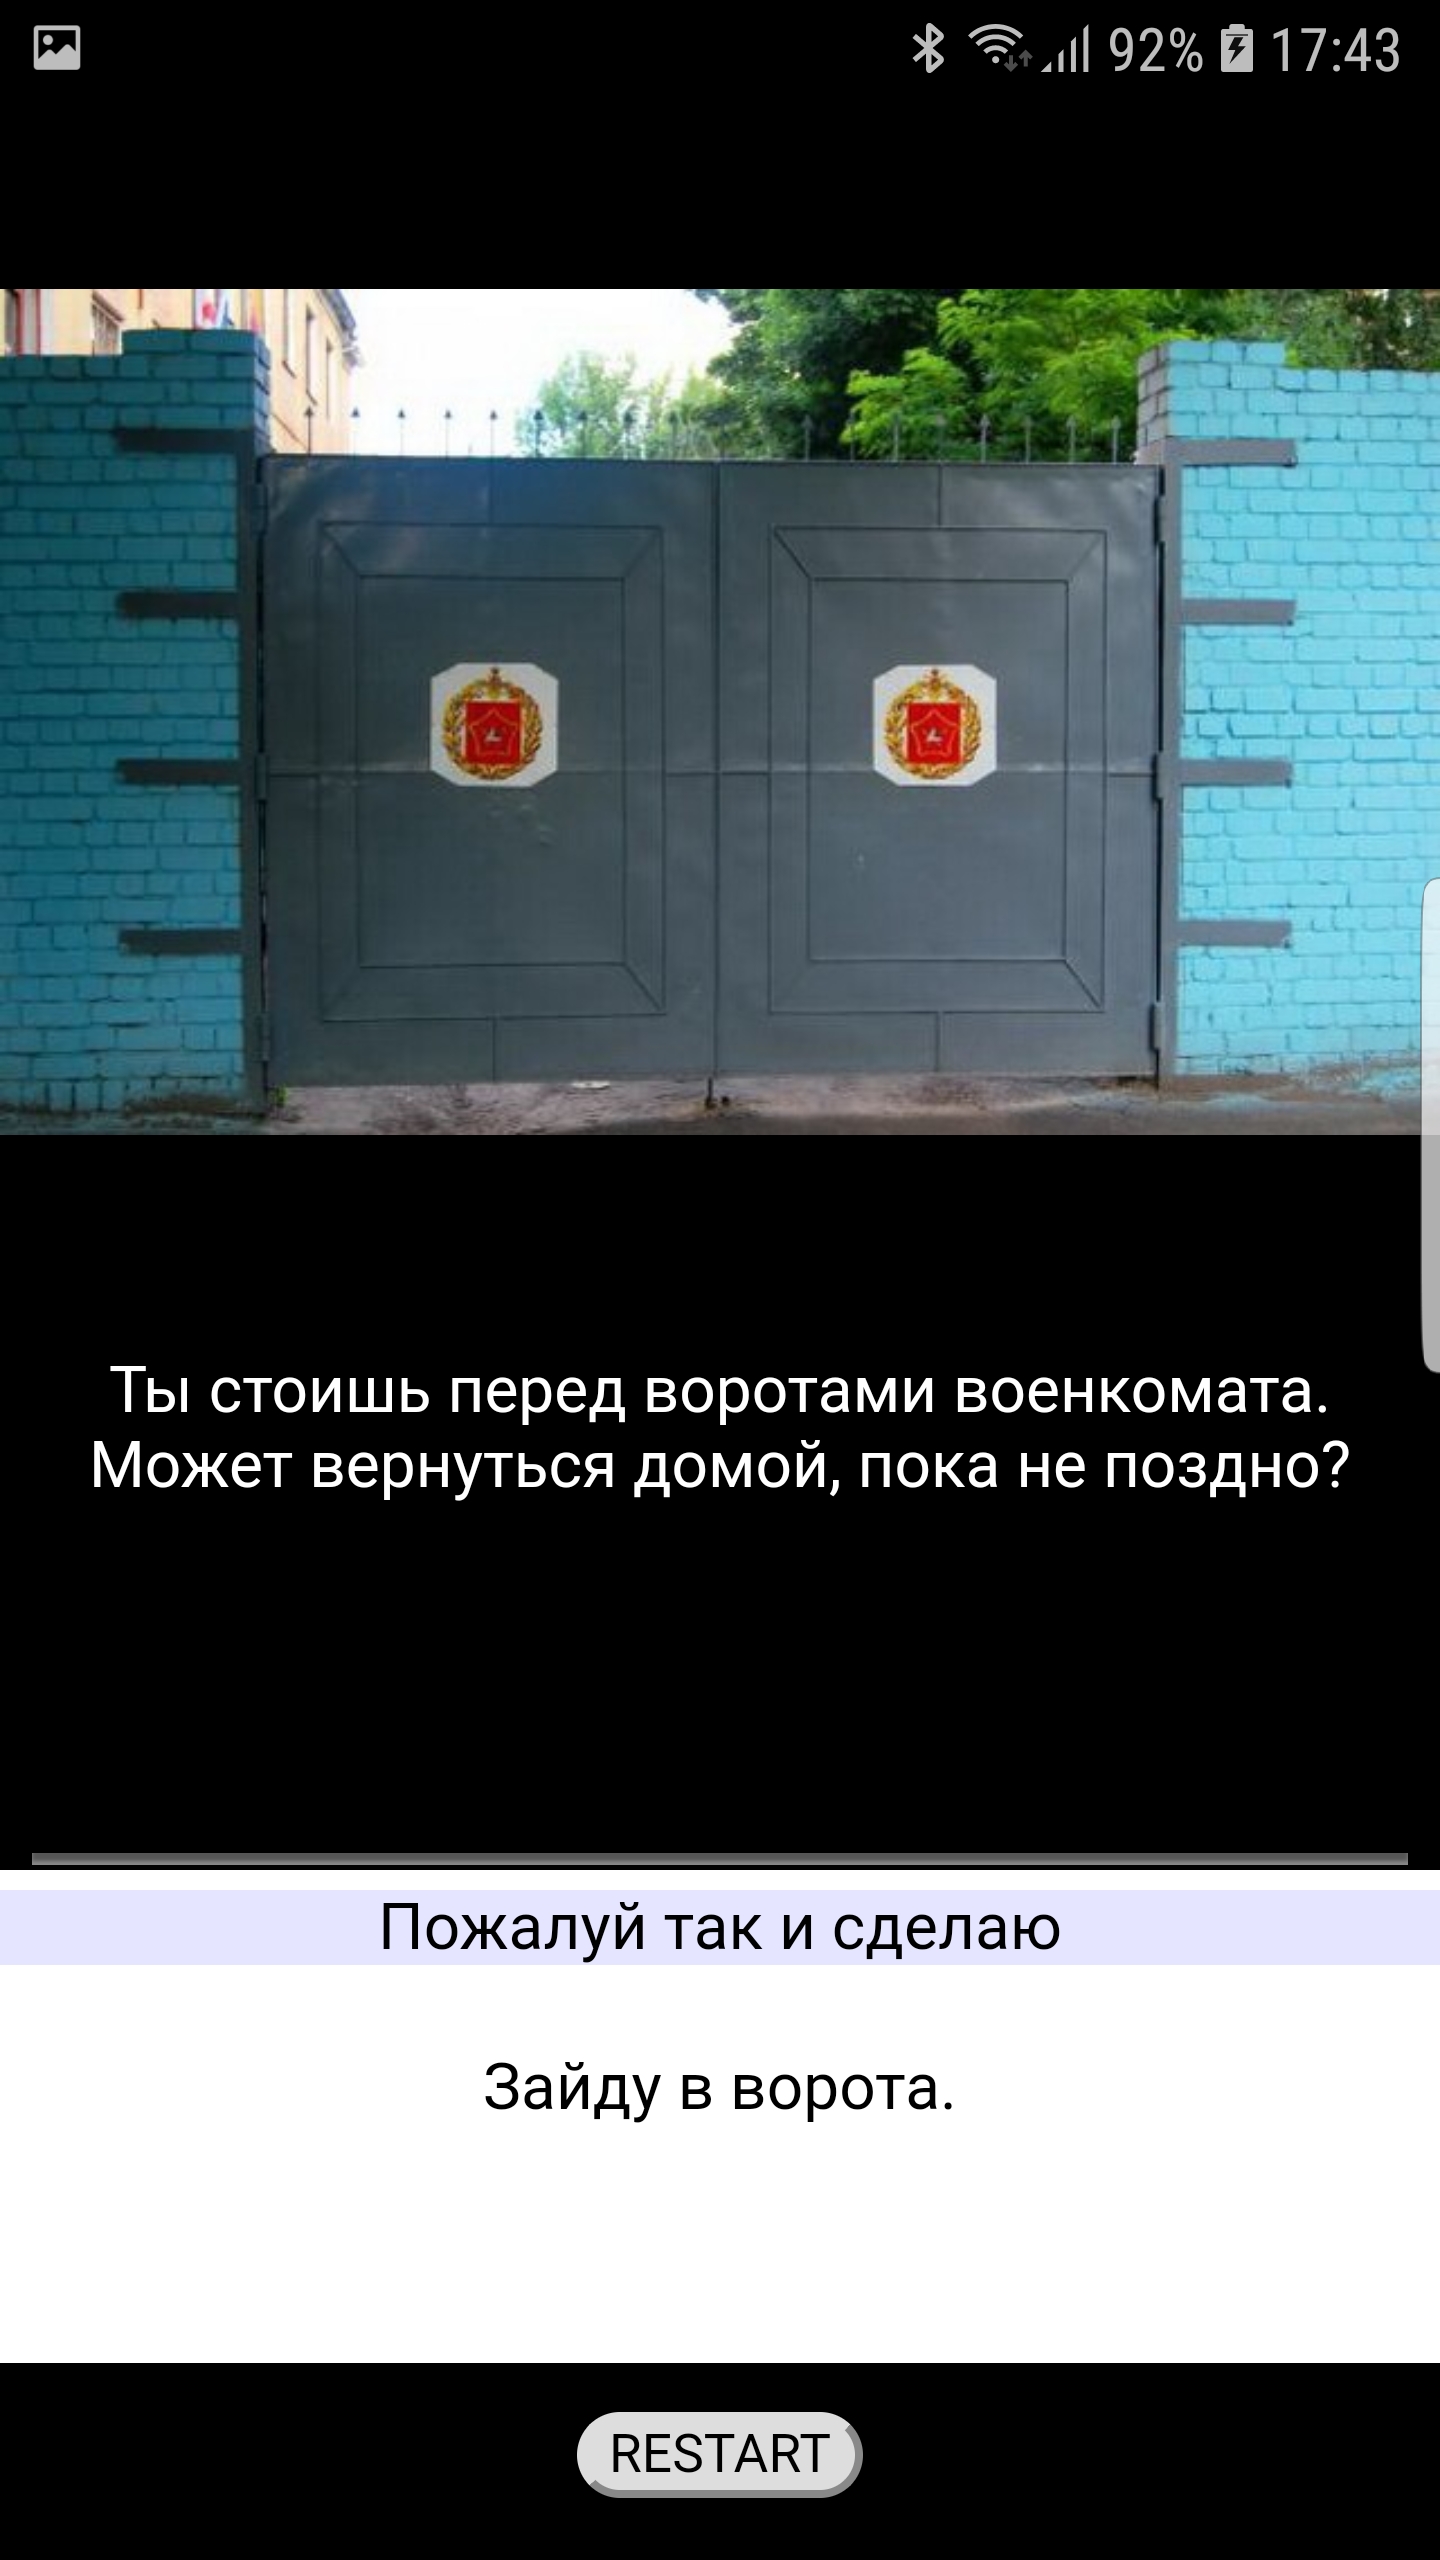 92% 17:43
Ты стоишь перед воротами военкомата.
Может вернуться домой, пока не поздно?
Пожалуй так и сделаю
Зайду в ворота.
RESTART